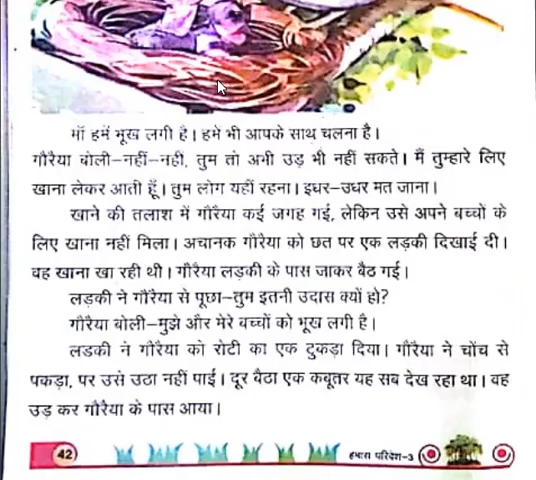 माँ हमें भूख लगी है। हमें भी आपके साथ चलना है।
गौरैया बोली–नहीं–नहीं, तुम तो अभी उड़ भी नहीं सकते। मैं तुम्हारे लिए
खाना लेकर आती हूँ। तुम लोग यहीं रहना। इधर–उधर मत जाना।
खाने की तलाश में गौरैया कई जगह गई, लेकिन उसे अपने बच्चों के
लिए खाना नहीं मिला। अचानक गौरैया को छत पर एक लड़की दिखाई दी।
वह खाना खा रही थी। गौरैया लड़की के पास जाकर बैठ गई।
लड़की ने गौरैया से पूछा–तुम इतनी उदास क्यों हो?
गौरैया बोली–मुझे और मेरे बच्चों को भूख लगी है।
लडकी ने गौरैया को रोटी का एक टुकड़ा दिया। गौरैया ने चोंच से
पकड़ा, पर उसे उठा नहीं पाई। दूर बैठा एक कबूतर यह सब देख रहा था। वह
उड़ कर गौरैया के पास आया।
42 हमारा परिवेश–3